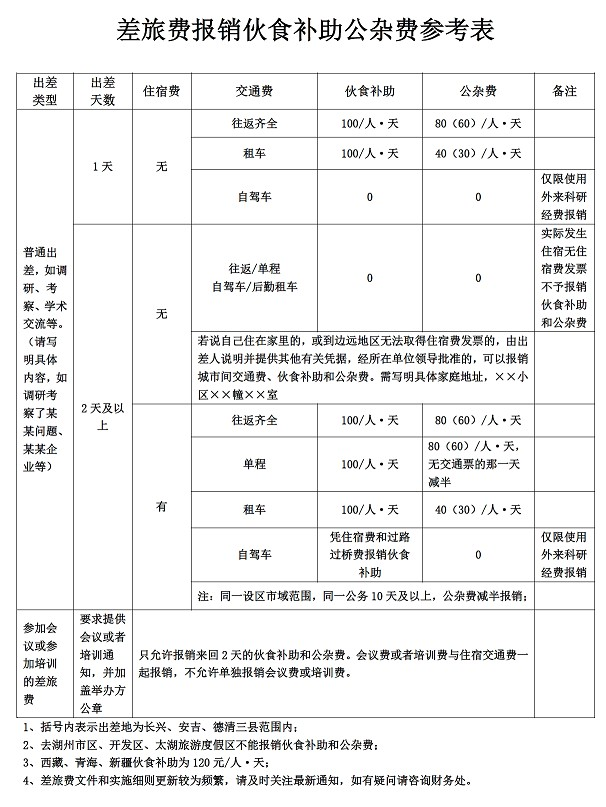 差旅费报销伙食补助公杂费参考表
出差
类型
出差
天数
住宿费
交通费
伙食补助
公杂费
备注
普通出
差，如调
研、考
察、学术
交流等。
（请写
明具体
内容，如
调研考
察了某
某问题、
某某企
业等）
1天
无
往返齐全
100/人·天
80（60）/人·天
租车
100/人·天
40（30）/人·天
自驾车
0
0
仅限使用
外来科研
经费报销
2天及以
上
无
往返/单程
自驾车/后勤租车
0
0
实际发生
住宿无住
宿费发票
不予报销
伙食补助
和公杂费
若说自己住在家里的，或到边远地区无法取得住宿费发票的，由出
差人说明并提供其他有关凭据，经所在单位领导批准的，可以报销
城市间交通费、伙食补助和公杂费。需写明具体家庭地址，××小
区××幢××室
有
往返齐全
100/人·天
80（60）/人·天
单程
100/人·天
80（60）/人·天，
无交通票的那一天
减半
租车
100/人·天
40（30）/人·天
自驾车
凭住宿费和过路
过桥费报销伙食
补助
0
仅限使用
外来科研
经费报销
注：同一设区市域范围，同一公务10天及以上，公杂费减半报销；
参加会
议或参
加培训
的差旅
费
要求提供
会议或者
培训通
知，并加
盖举办方
公章
只允许报销来回2天的伙食补助和公杂费。会议费或者培训费与住宿交通费一
起报销，不允许单独报销会议费或培训费。
1、括号内表示出差地为长兴、安吉、德清三县范围内；
2、去湖州市区、开发区、太湖旅游度假区不能报销伙食补助和公杂费；
3、西藏、青海、新疆伙食补助为120元/人·天；
4、差旅费文件和实施细则更新较为频繁，请及时关注最新通知，如有疑问请咨询财务处。